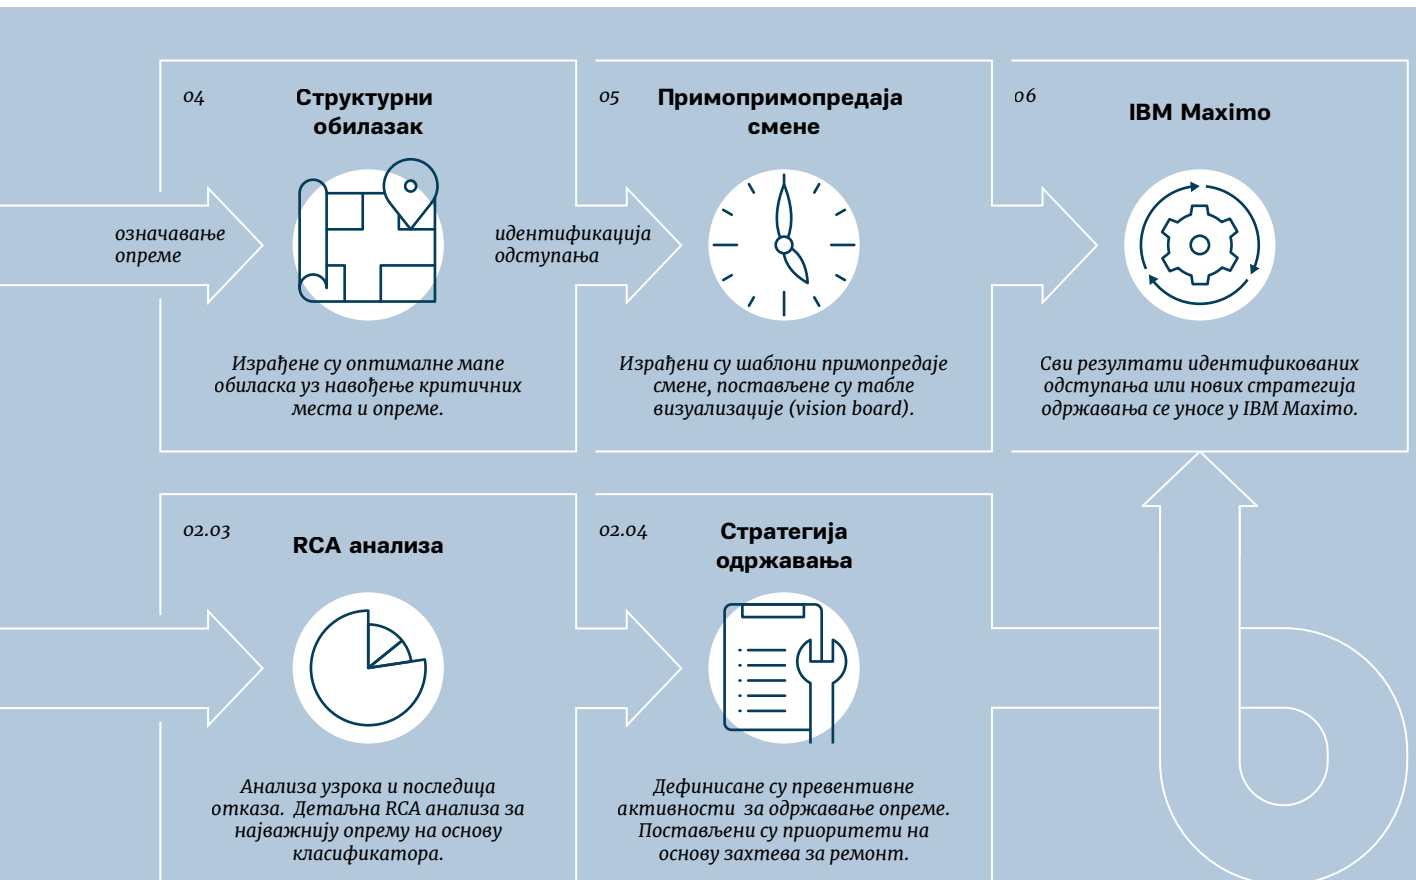 04
Структурни
обилазак
означавање
опреме
Израђене су оптималне мапе
обиласка уз навођење критичних
места и опреме.
05
Примопримопредаја
смене
идентификација
одступања
Израђени су шаблони примопредаје
смене, постављене су табле
визуализације (vision board).
06
IBM Maximo
Сви резултати идентификованих
одступања или нових стратегија
одржавања се уносе у IBM Maximo.
02.03
RCA анализа
Анализа узрока и последица
отказа. Детаљна RCA анализа за
најважнију опрему на основу
класификатора.
02.04
Стратегија
одржавања
Дефинисане су превентивне
активности за одржавање опреме.
Постављени су приоритети на
основу захтева за ремонт.